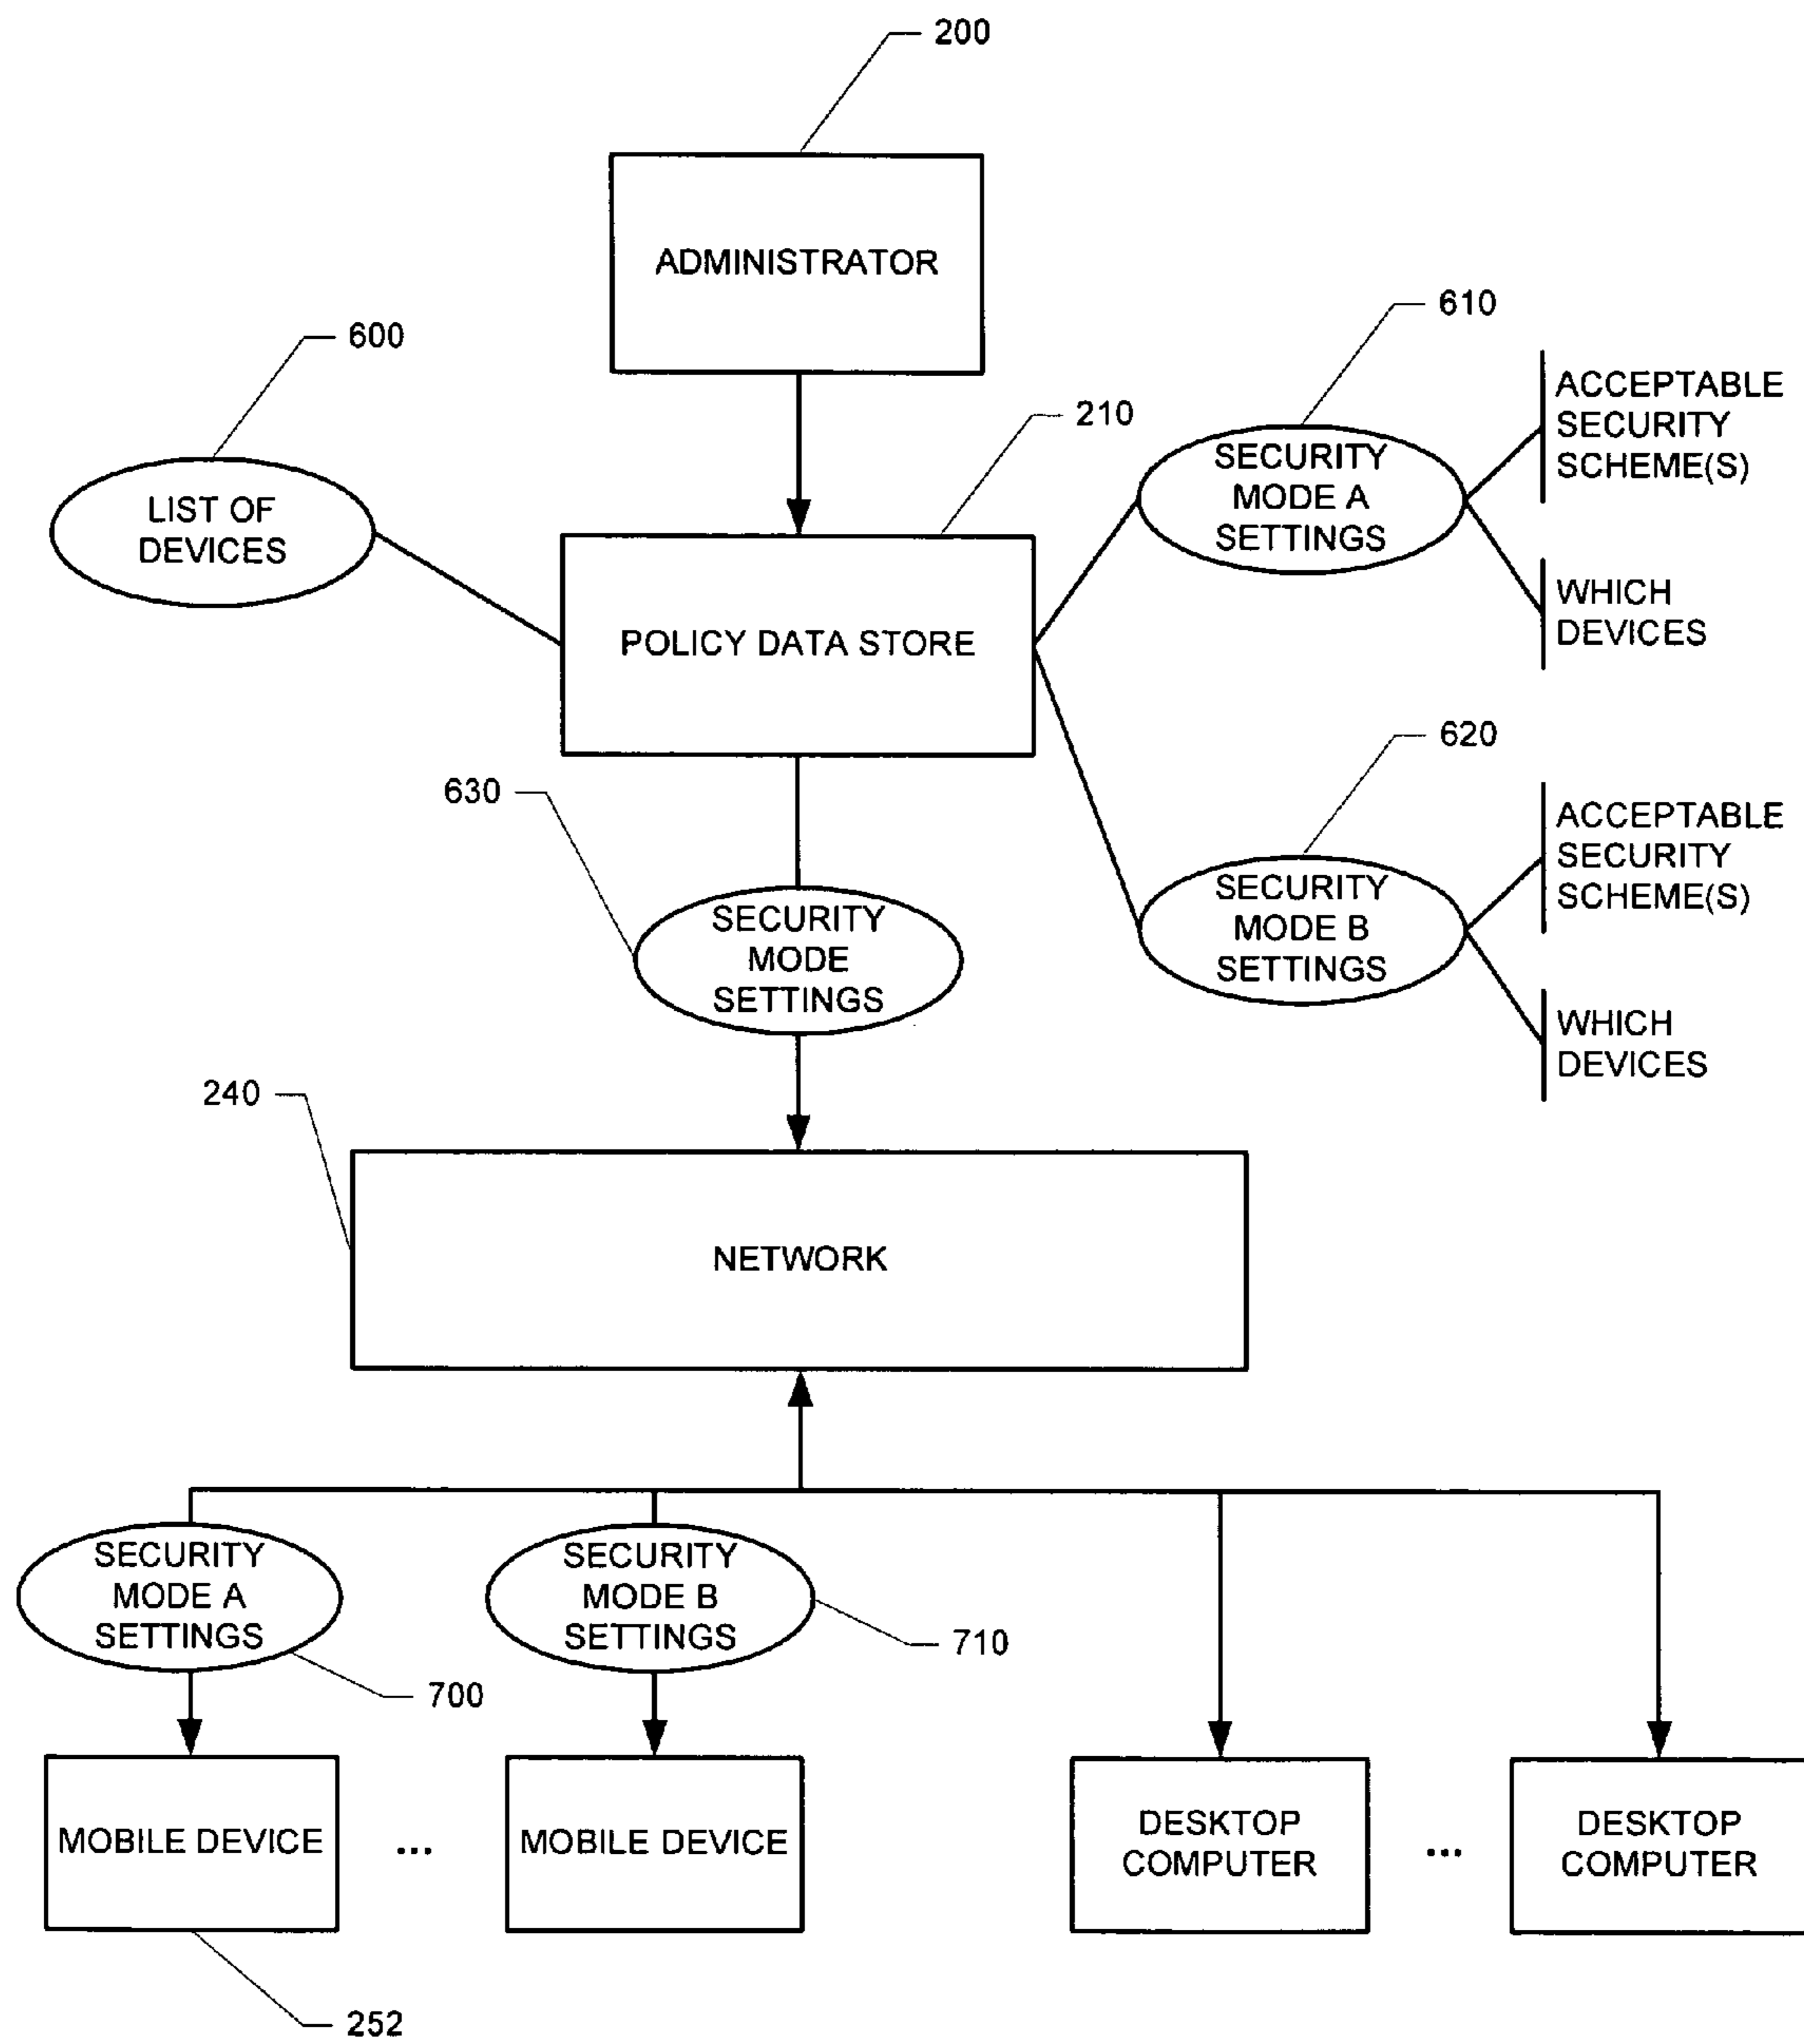 200
ADMINISTRATOR
600
LIST OF
DEVICES
210
POLICY DATA STORE
610
SECURITY
MODE A
SETTINGS
ACCEPTABLE
SECURITY
SCHEME(S)
WHICH
DEVICES
620
SECURITY
MODE B
SETTINGS
ACCEPTABLE
SECURITY
SCHEME(S)
WHICH
DEVICES
630
SECURITY
MODE
SETTINGS
240
NETWORK
SECURITY
MODE A
SETTINGS
700
SECURITY
MODE B
SETTINGS
710
MOBILE DEVICE
...
MOBILE DEVICE
DESKTOP
COMPUTER
...
DESKTOP
COMPUTER
252